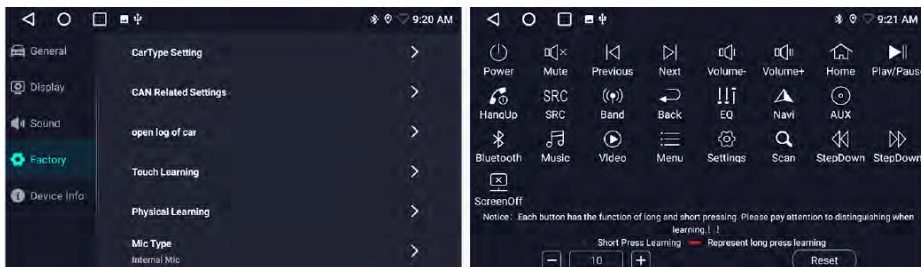 9:20 AM
General
CarType Setting
Display
CAN Related Settings
Sound
open log of car
Factory
Touch Learning
Device Info
Physical Learning
Mic Type
Internal Mic
9:21 AM
Power Mute Previous Next Volume- Volume+ Home Play/Paus
SRC
HangUp SRC Band Back EQ Navi AUX
Bluetooth Music Video Menu Settings Scan StepDown StepDown
ScreenOff
Notice: Each button has the function of long and short pressing. Please pay attention to distinguishing when
learning.! !
Short Press Learning Represent long press learning
10 Reset